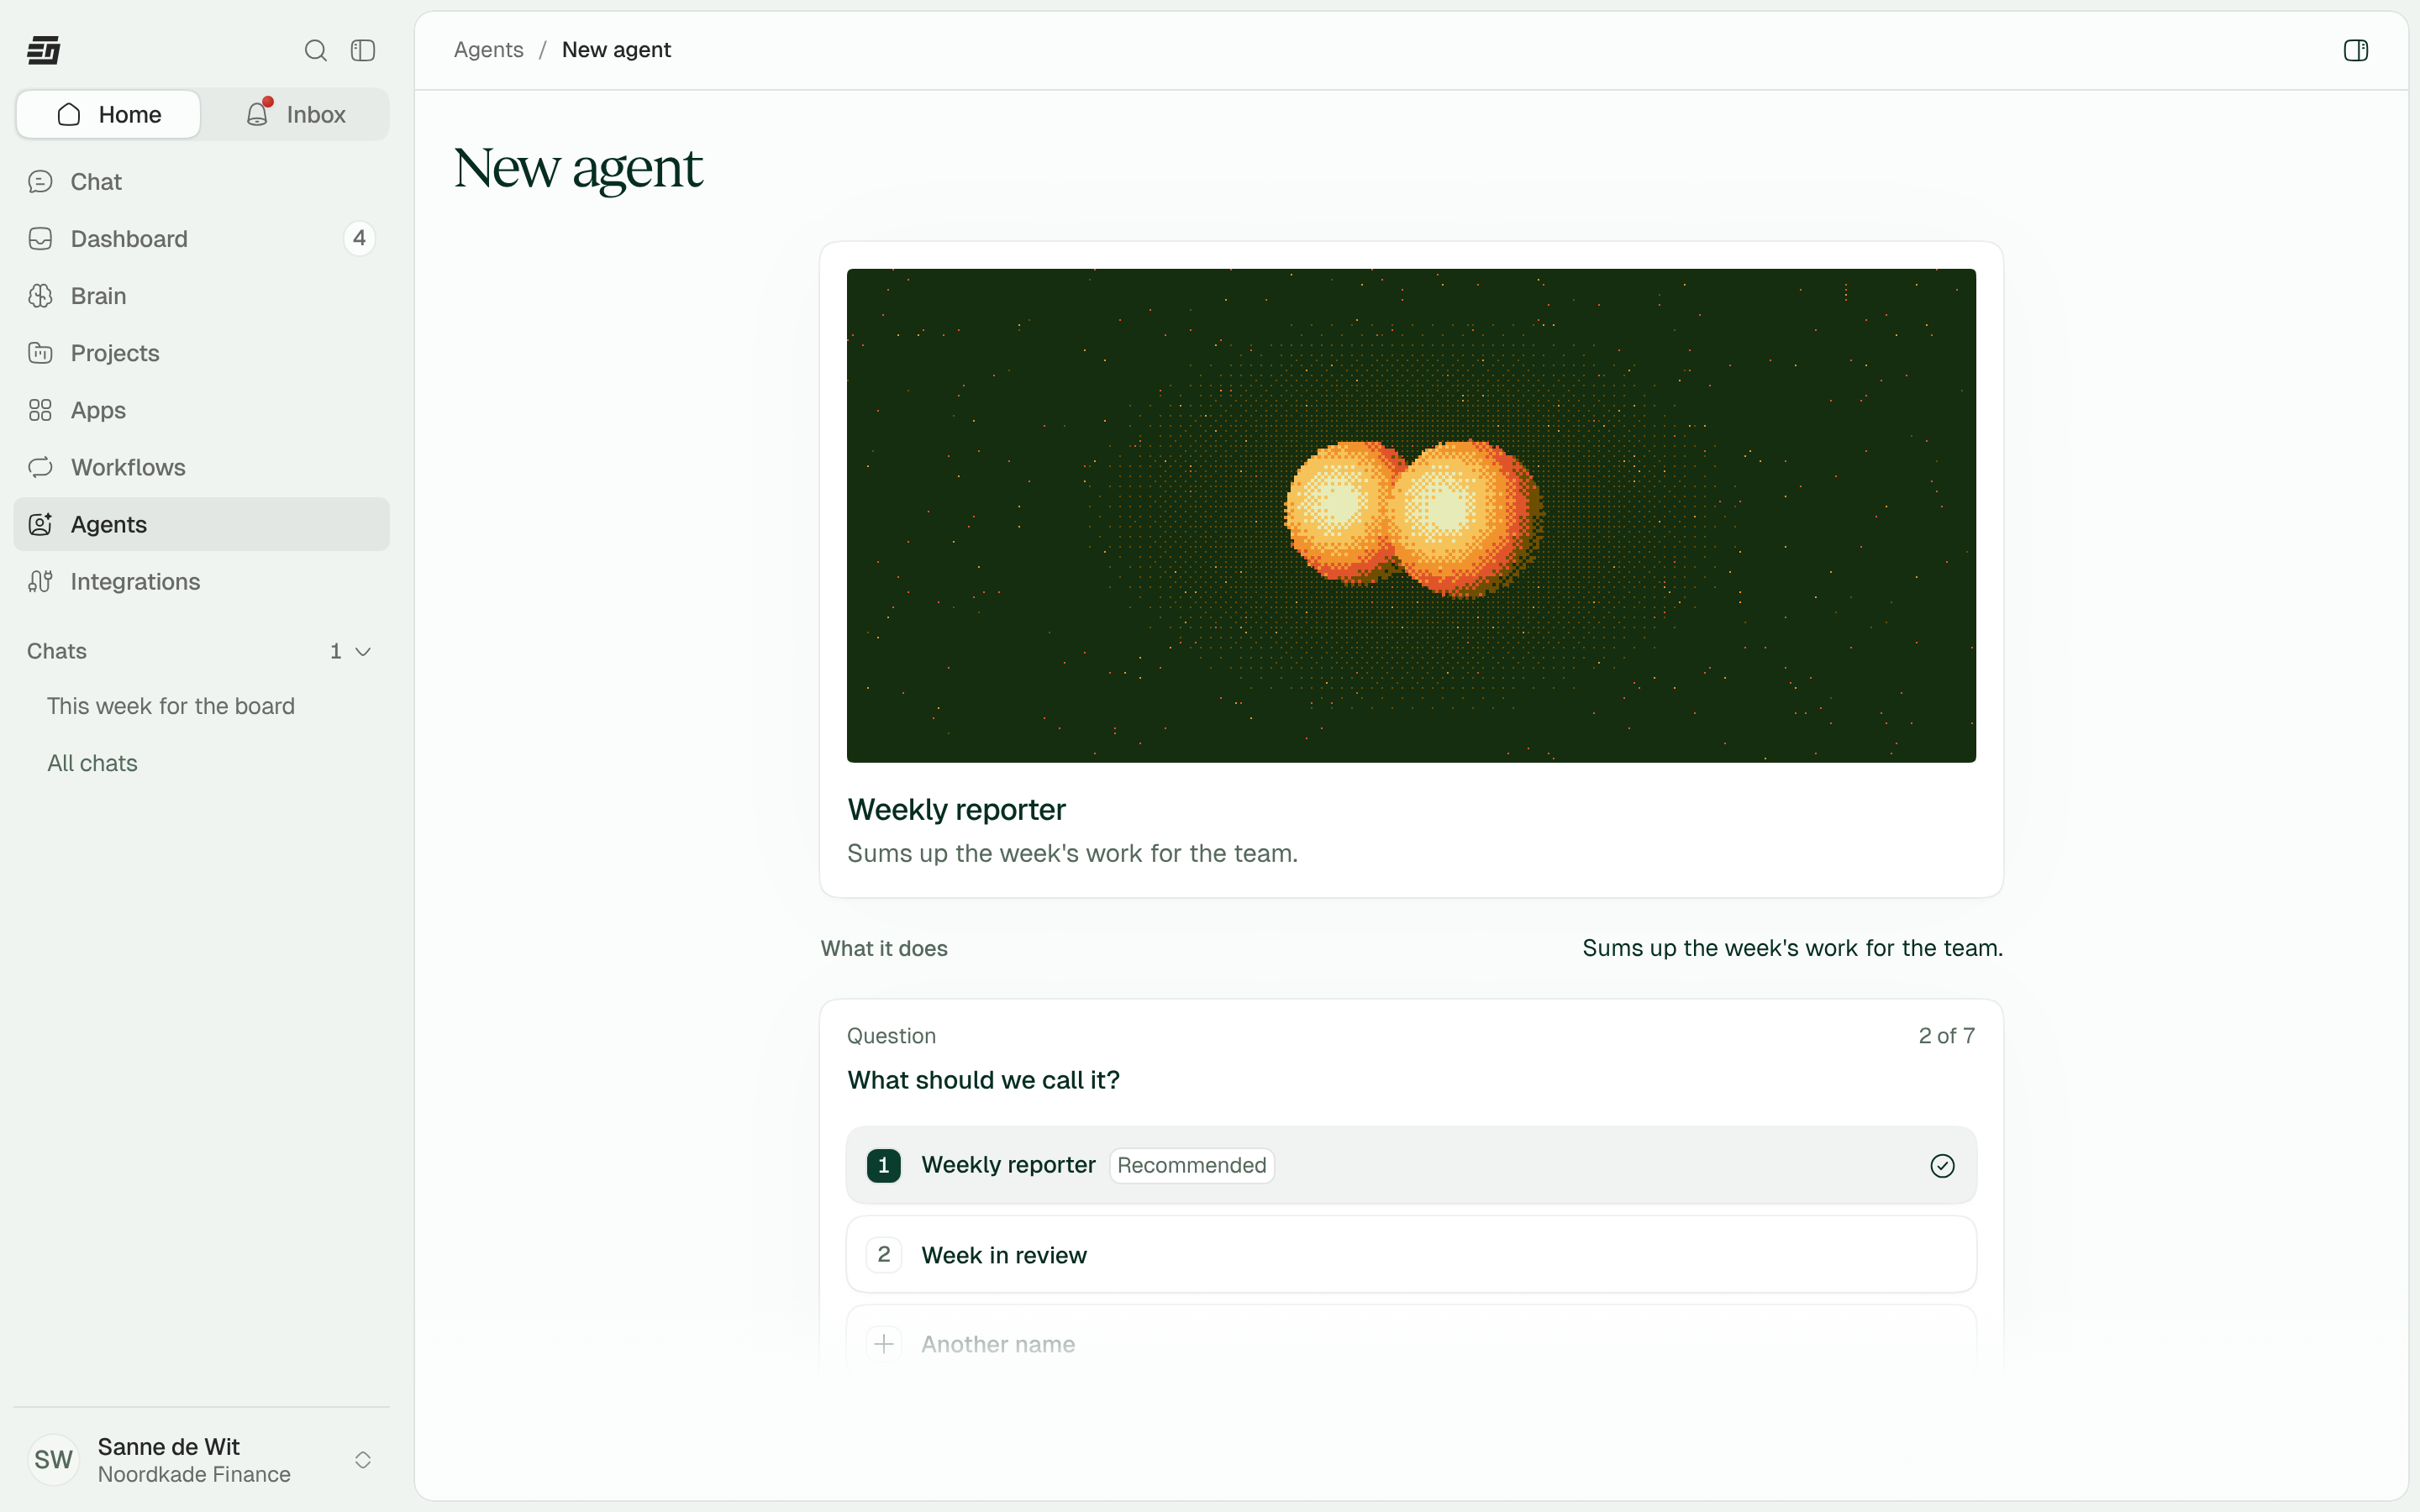 Home
Inbox
Chat
Dashboard
4
Brain
Projects
Apps
Workflows
Agents
Integrations
Chats
1
This week for the board
All chats
SW
Sanne de Wit
Noordkade Finance
Agents / New agent
New agent
Weekly reporter
Sums up the week's work for the team.
What it does
Sums up the week's work for the team.
Question
2 of 7
What should we call it?
1 Weekly reporter Recommended
2 Week in review
Another name